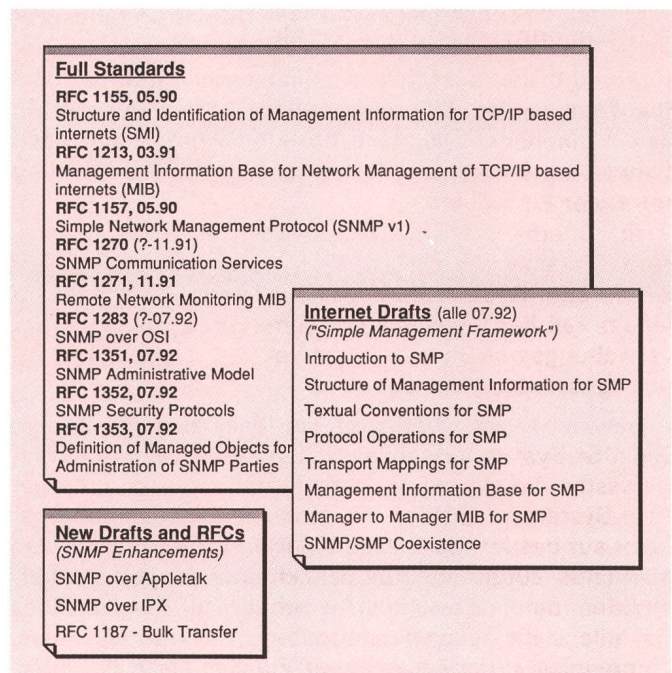 Full Standards
RFC 1155, 05.90
Structure and Identification of Management Information for TCP/IP based
internets (SMI)
RFC 1213, 03.91
Management Information Base for Network Management of TCP/IP based
internets (MIB)
RFC 1157, 05.90
Simple Network Management Protocol (SNMP v1)
RFC 1270 (?-11.91)
SNMP Communication Services
RFC 1271, 11.91
Remote Network Monitoring MIB
RFC 1283 (?-07.92)
SNMP over OSI
RFC 1351, 07.92
SNMP Administrative Model
RFC 1352, 07.92
SNMP Security Protocols
RFC 1353, 07.92
Definition of Managed Objects for
Administration of SNMP Parties
Internet Drafts (alle 07.92)
("Simple Management Framework")
Introduction to SMP
Structure of Management Information for SMP
Textual Conventions for SMP
Protocol Operations for SMP
Transport Mappings for SMP
Management Information Base for SMP
Manager to Manager MIB for SMP
SNMP/SMP Coexistence
New Drafts and RFCs
(SNMP Enhancements)
SNMP over Appletalk
SNMP over IPX
RFC 1187 - Bulk Transfer